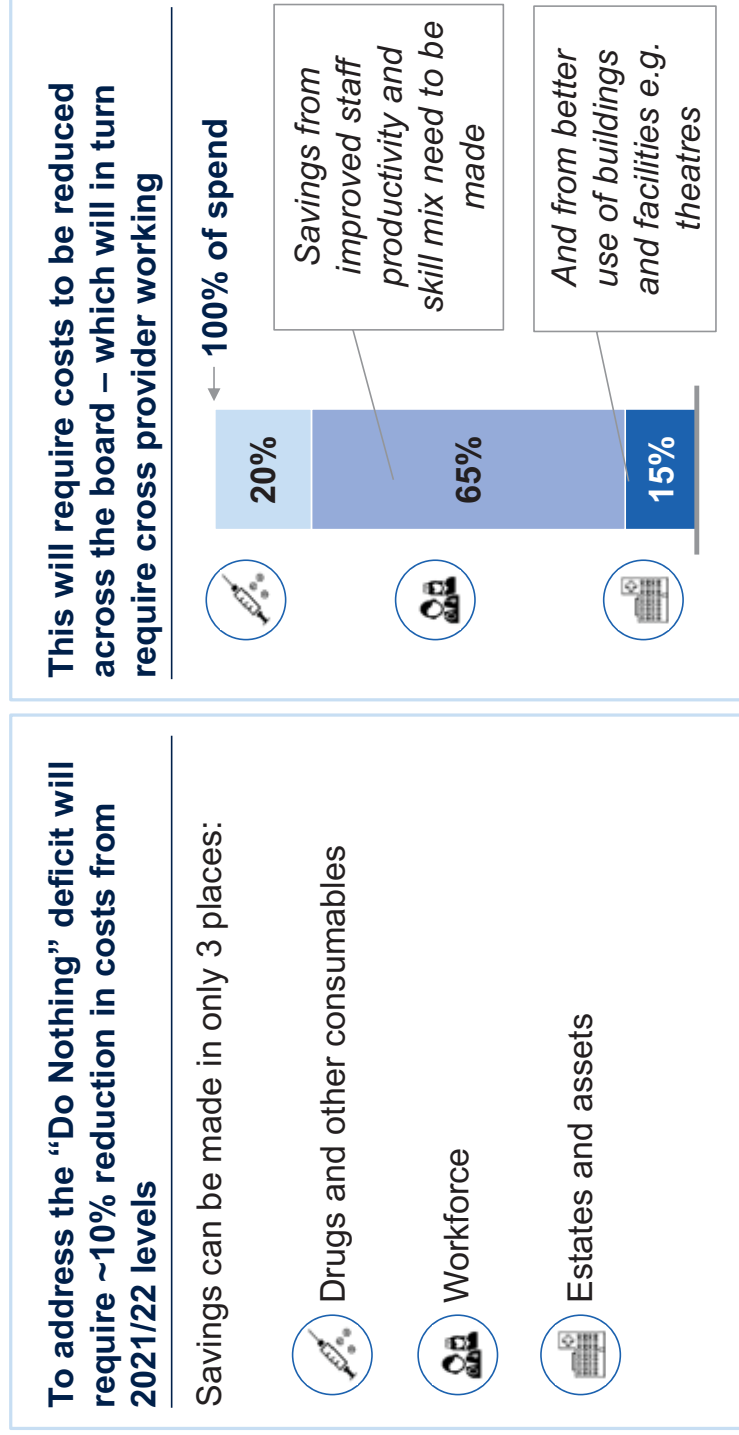 To address the “Do Nothing” deficit will
require ~10% reduction in costs from
2021/22 levels
Savings can be made in only 3 places:
Drugs and other consumables
Workforce
Estates and assets
This will require costs to be reduced
across the board – which will in turn
require cross provider working
100% of spend
20%
65%
15%
Savings from
improved staff
productivity and
skill mix need to be
made
And from better
use of buildings
and facilities e.g.
theatres